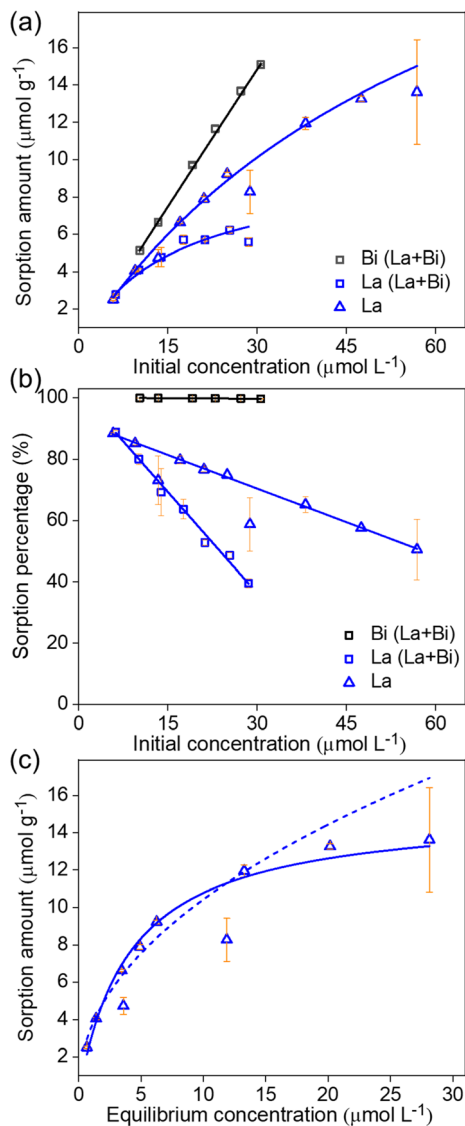 (a)
16
14
12
10
8
6
4
2
Sorption amount (μmol g⁻¹)
Bi (La+Bi)
La (La+Bi)
La
0 15 30 45 60
Initial concentration (μmol L⁻¹)
(b)
100
80
60
40
20
0
Sorption percentage (%)
Bi (La+Bi)
La (La+Bi)
La
0 15 30 45 60
Initial concentration (μmol L⁻¹)
(c)
16
14
12
10
8
6
4
2
Sorption amount (μmol g⁻¹)
0 5 10 15 20 25 30
Equilibrium concentration (μmol L⁻¹)